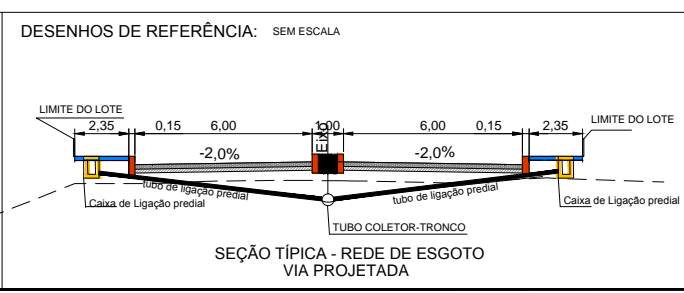 DESENHOS DE REFERÊNCIA: SEM ESCALA
LIMITE DO LOTE
LIMITE DO LOTE
2,35 0,15 6,00 1,00 6,00 0,15 2,35
Eixo
-2,0% -2,0%
tubo de ligação predial
tubo de ligação predial
Caixa de Ligação predial
Caixa de Ligação predial
TUBO COLETOR-TRONCO
SEÇÃO TÍPICA - REDE DE ESGOTO
VIA PROJETADA